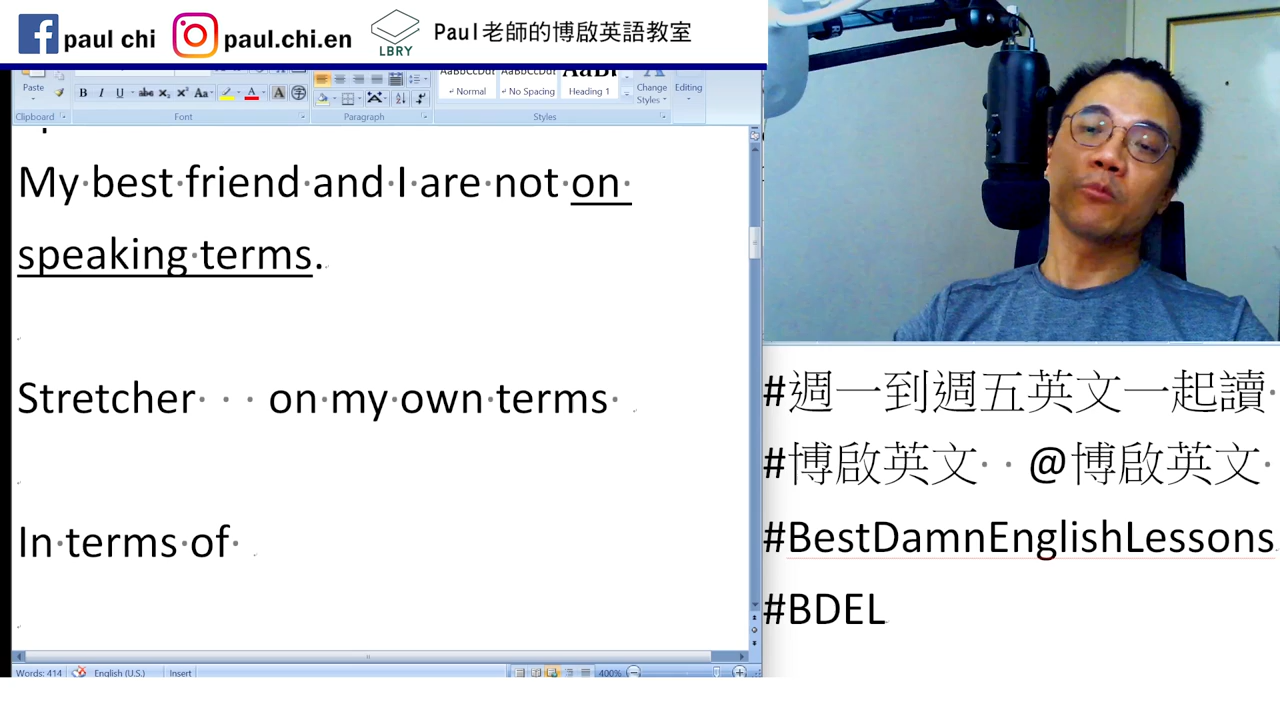 paul chi
paul.chi.en
LBRY
Paul老師的博啟英語教室
Paste
Normal
No Spacing
Heading 1
Change
Styles
Editing
Clipboard
Font
Paragraph
Styles
My best friend and I are not on
speaking terms.
Stretcher on my own terms
In terms of
Words: 414
English (U.S.)
Insert
400%
#週一到週五英文一起讀
#博啟英文 @博啟英文
#BestDamnEnglishLessons
#BDEL